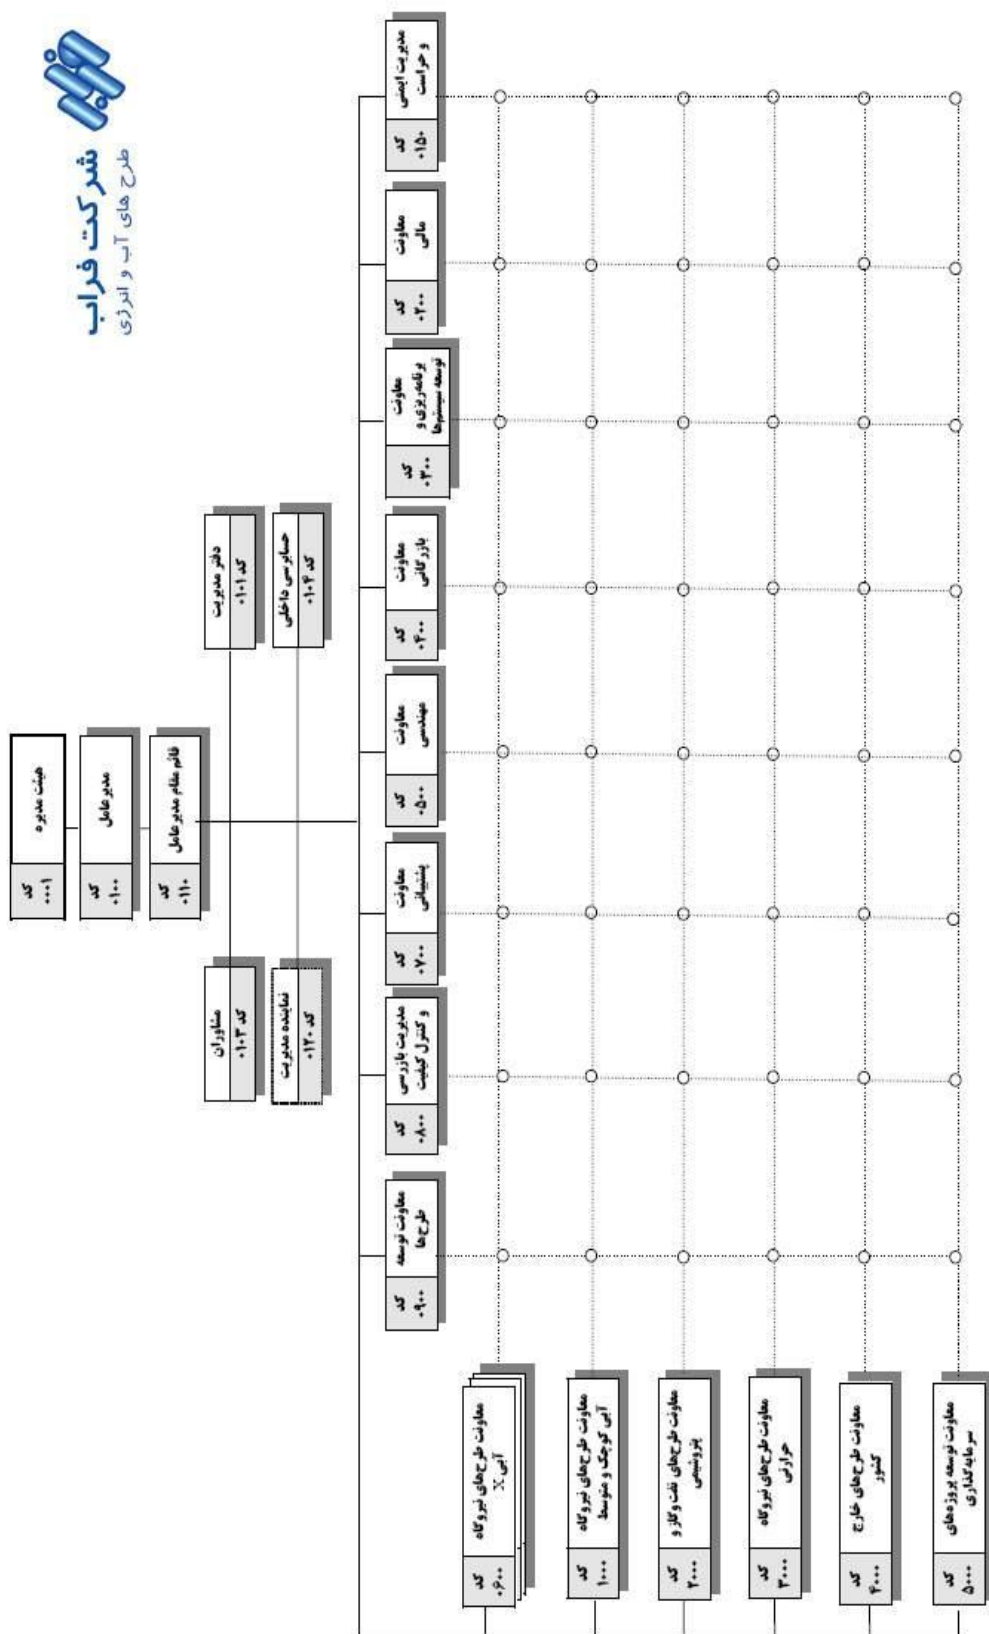 شرکت فراب
طرح های آب و انرژی
هیئت مدیره
کد
۰۰۰۱
مدیرعامل
کد
۰۱۰۰
قائم مقام مدیرعامل
کد
۰۱۱۰
دفتر مدیریت
کد ۰۱۰۱
مشاوران
کد ۰۱۰۳
حسابرسی داخلی
کد ۰۱۰۴
نماینده مدیریت
کد ۰۱۲۰
مدیریت ایمنی
و حراست
کد
۰۱۵۰
معاونت
مالی
کد
۰۲۰۰
معاونت
برنامه‌ریزی و
توسعه سیستم‌ها
کد
۰۳۰۰
معاونت
بازرگانی
کد
۰۴۰۰
معاونت
مهندسی
کد
۰۵۰۰
معاونت
پشتیبانی
کد
۰۷۰۰
مدیریت بازرسی
و کنترل کیفیت
کد
۰۸۰۰
معاونت توسعه
طرح‌ها
کد
۰۹۰۰
معاونت طرح‌های نیروگاه
آبی X
کد
۰۶۰۰
معاونت طرح‌های نیروگاه
آبی کوچک و متوسط
کد
۱۰۰۰
معاونت طرح‌های نفت و گاز و
پتروشیمی
کد
۲۰۰۰
معاونت طرح‌های نیروگاه
حرارتی
کد
۳۰۰۰
معاونت طرح‌های خارج
کشور
کد
۴۰۰۰
معاونت توسعه پروژه‌های
سرمایه‌گذاری
کد
۵۰۰۰